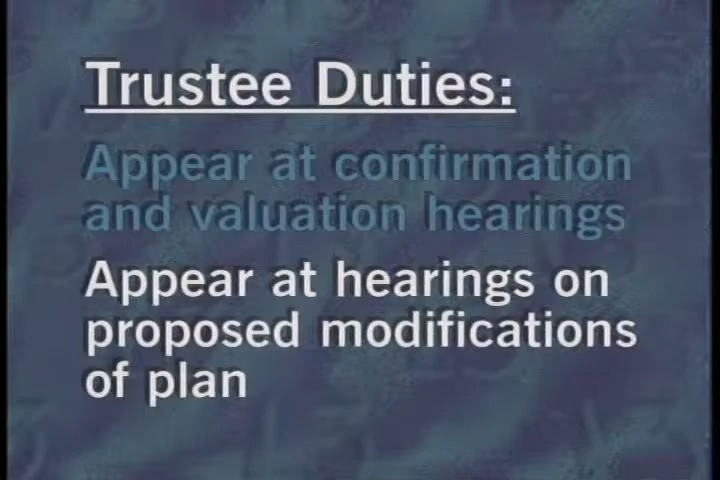 Trustee Duties:
Appear at confirmation
and valuation hearings
Appear at hearings on
proposed modifications
of plan